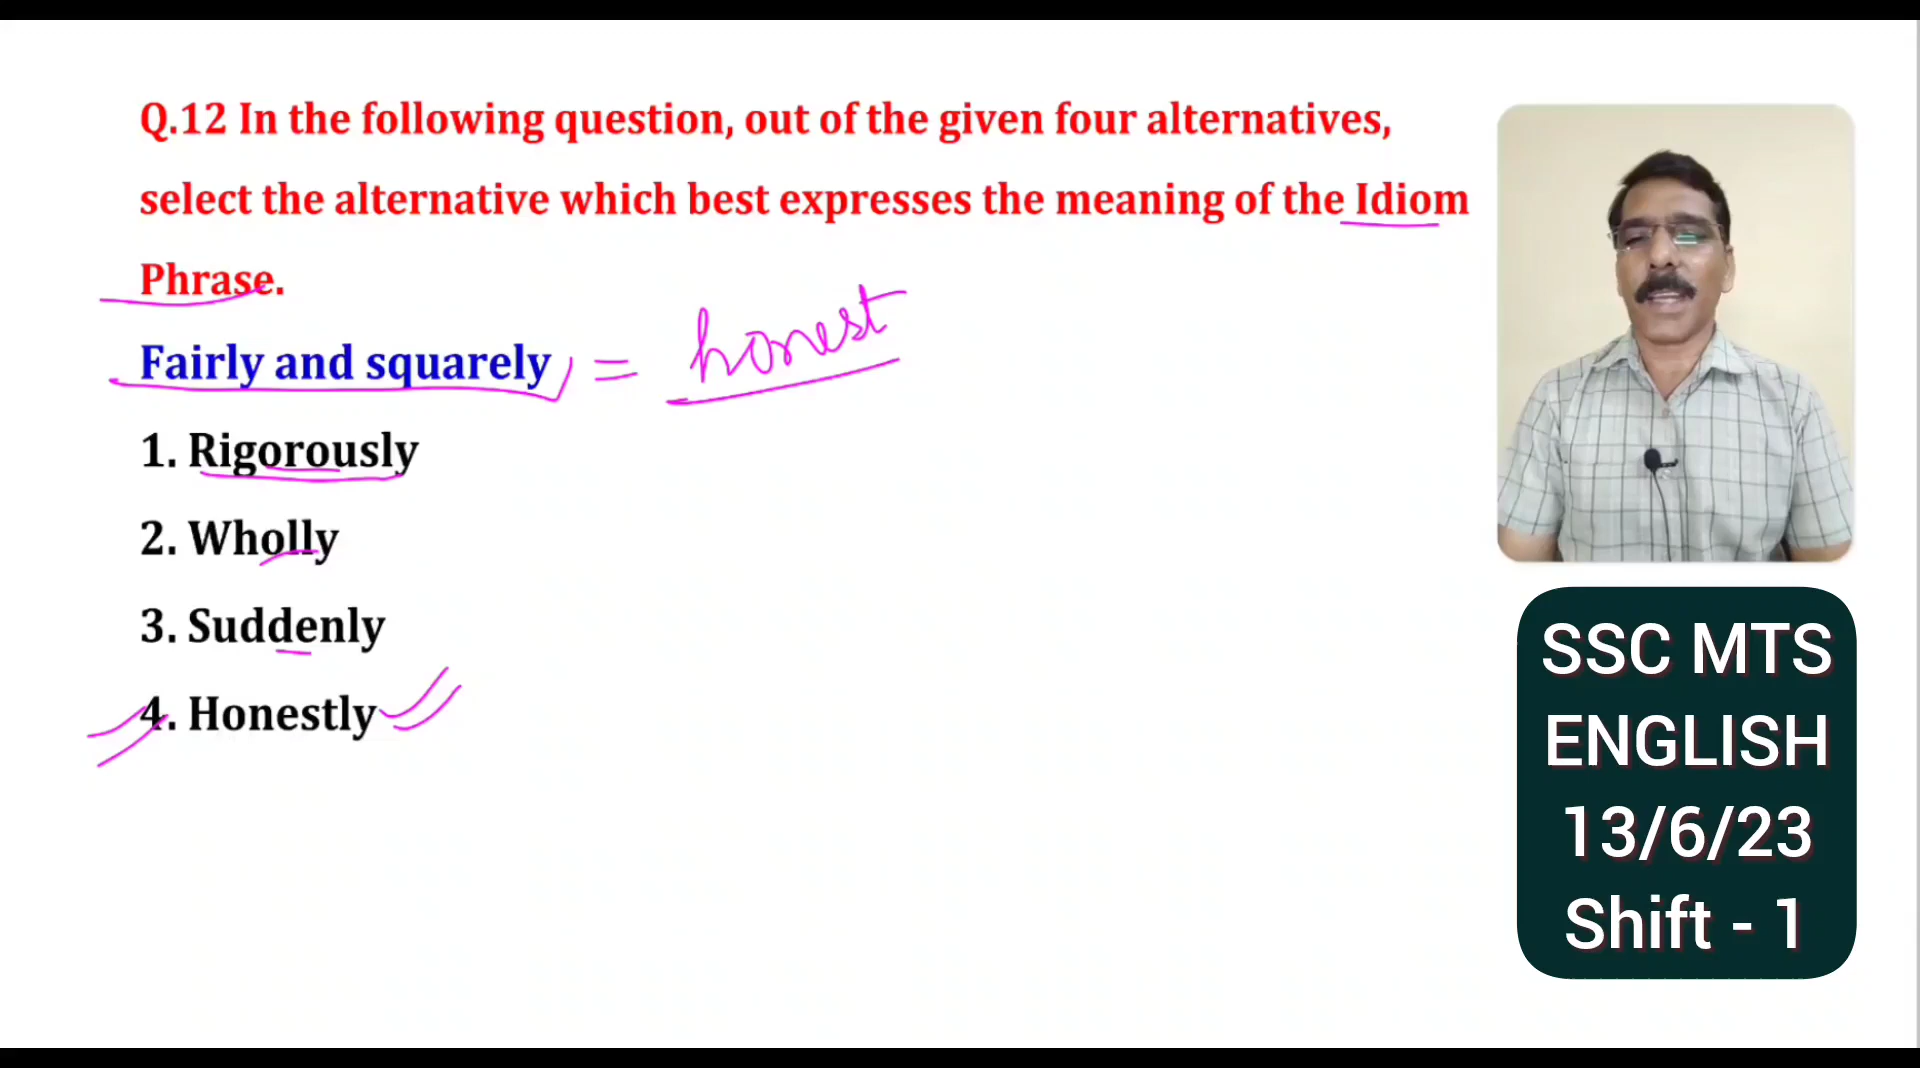 Q.12 In the following question, out of the given four alternatives,
select the alternative which best expresses the meaning of the Idiom
Phrase.
Fairly and squarely = honest
1. Rigorously
2. Wholly
3. Suddenly
4. Honestly
SSC MTS
ENGLISH
13/6/23
Shift - 1